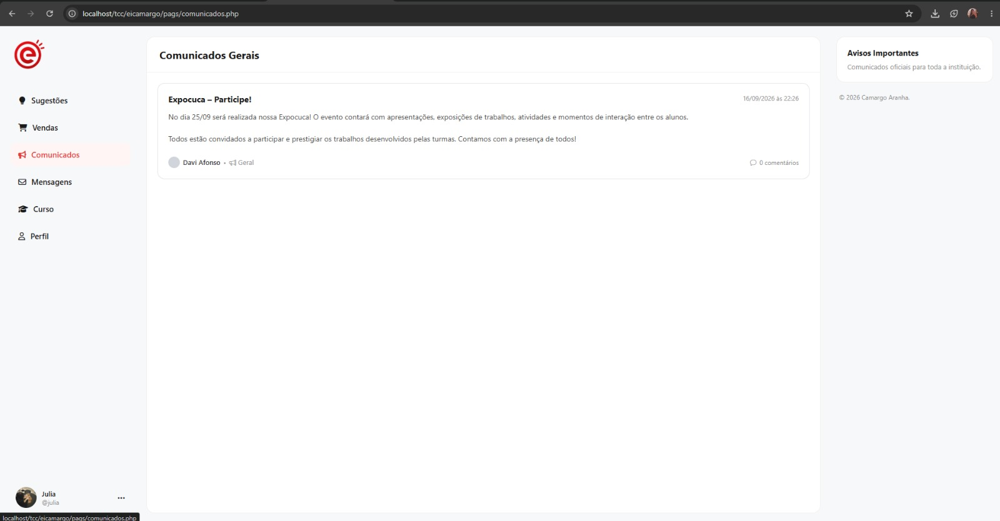 localhost/tcc/eicamargo/pags/comunicados.php
e
Sugestões
Vendas
Comunicados
Mensagens
Curso
Perfil
Julia
@julia
Comunicados Gerais
Expocuca – Participe!
16/09/2026 às 22:26
No dia 25/09 será realizada nossa Expocuca! O evento contará com apresentações, exposições de trabalhos, atividades e momentos de interação entre os alunos.
Todos estão convidados a participar e prestigiar os trabalhos desenvolvidos pelas turmas. Contamos com a presença de todos!
Davi Afonso • Geral
0 comentários
Avisos Importantes
Comunicados oficiais para toda a instituição.
© 2026 Camargo Aranha.
localhost/tcc/eicamargo/pags/comunicados.php